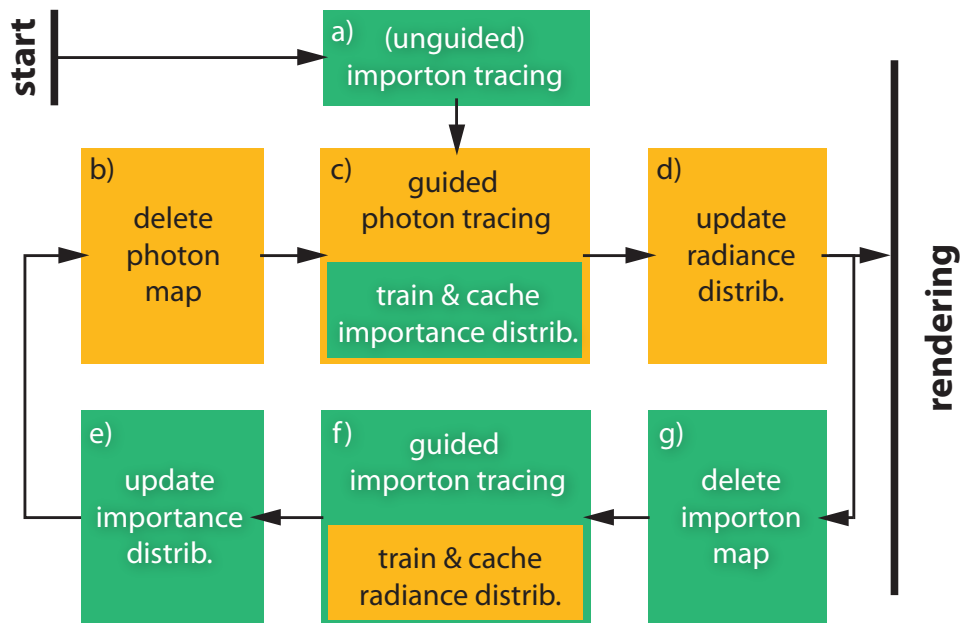 start
a)
(unguided)
importon tracing
b)
delete
photon
map
c)
guided
photon tracing
train & cache
importance distrib.
d)
update
radiance
distrib.
rendering
e)
update
importance
distrib.
f)
guided
importon tracing
train & cache
radiance distrib.
g)
delete
importon
map